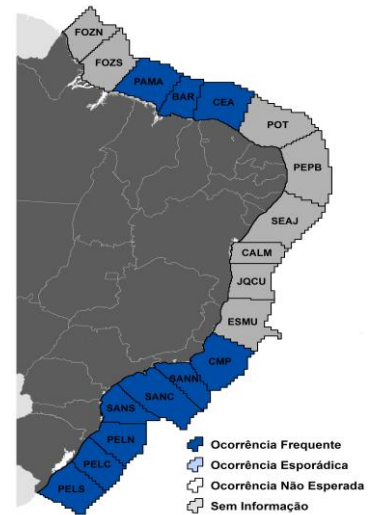 FOZN
FOZS
PAMA
BAR
CEA
POT
PEPB
SEAJ
CALM
JQCU
ESMU
CMP
SANN
SANC
SANS
PELN
PELC
PELS
Ocorrência Frequente
Ocorrência Esporádica
Ocorrência Não Esperada
Sem Informação